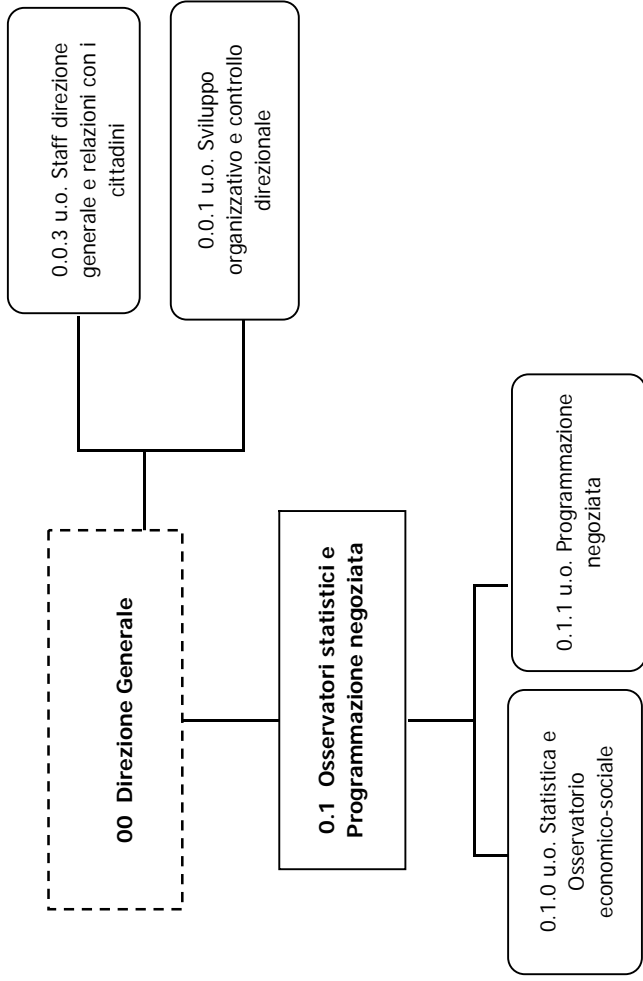 00 Direzione Generale
0.0.3 u.o. Staff direzione
generale e relazioni con i
cittadini
0.0.1 u.o. Sviluppo
organizzativo e controllo
direzionale
0.1 Osservatori statistici e
Programmazione negoziata
0.1.0 u.o. Statistica e
Osservatorio
economico-sociale
0.1.1 u.o. Programmazione
negoziata